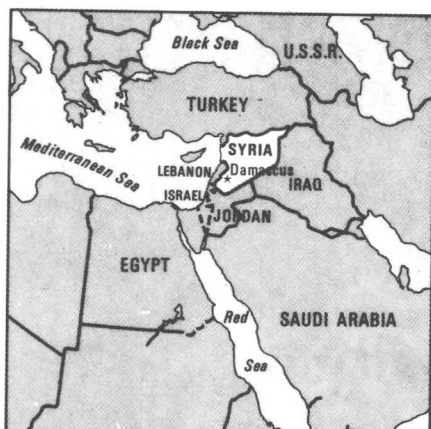 Black Sea
U.S.S.R.
TURKEY
Mediterranean Sea
SYRIA
LEBANON
Damascus
IRAQ
ISRAEL
JORDAN
EGYPT
Red
SAUDI ARABIA
Sea